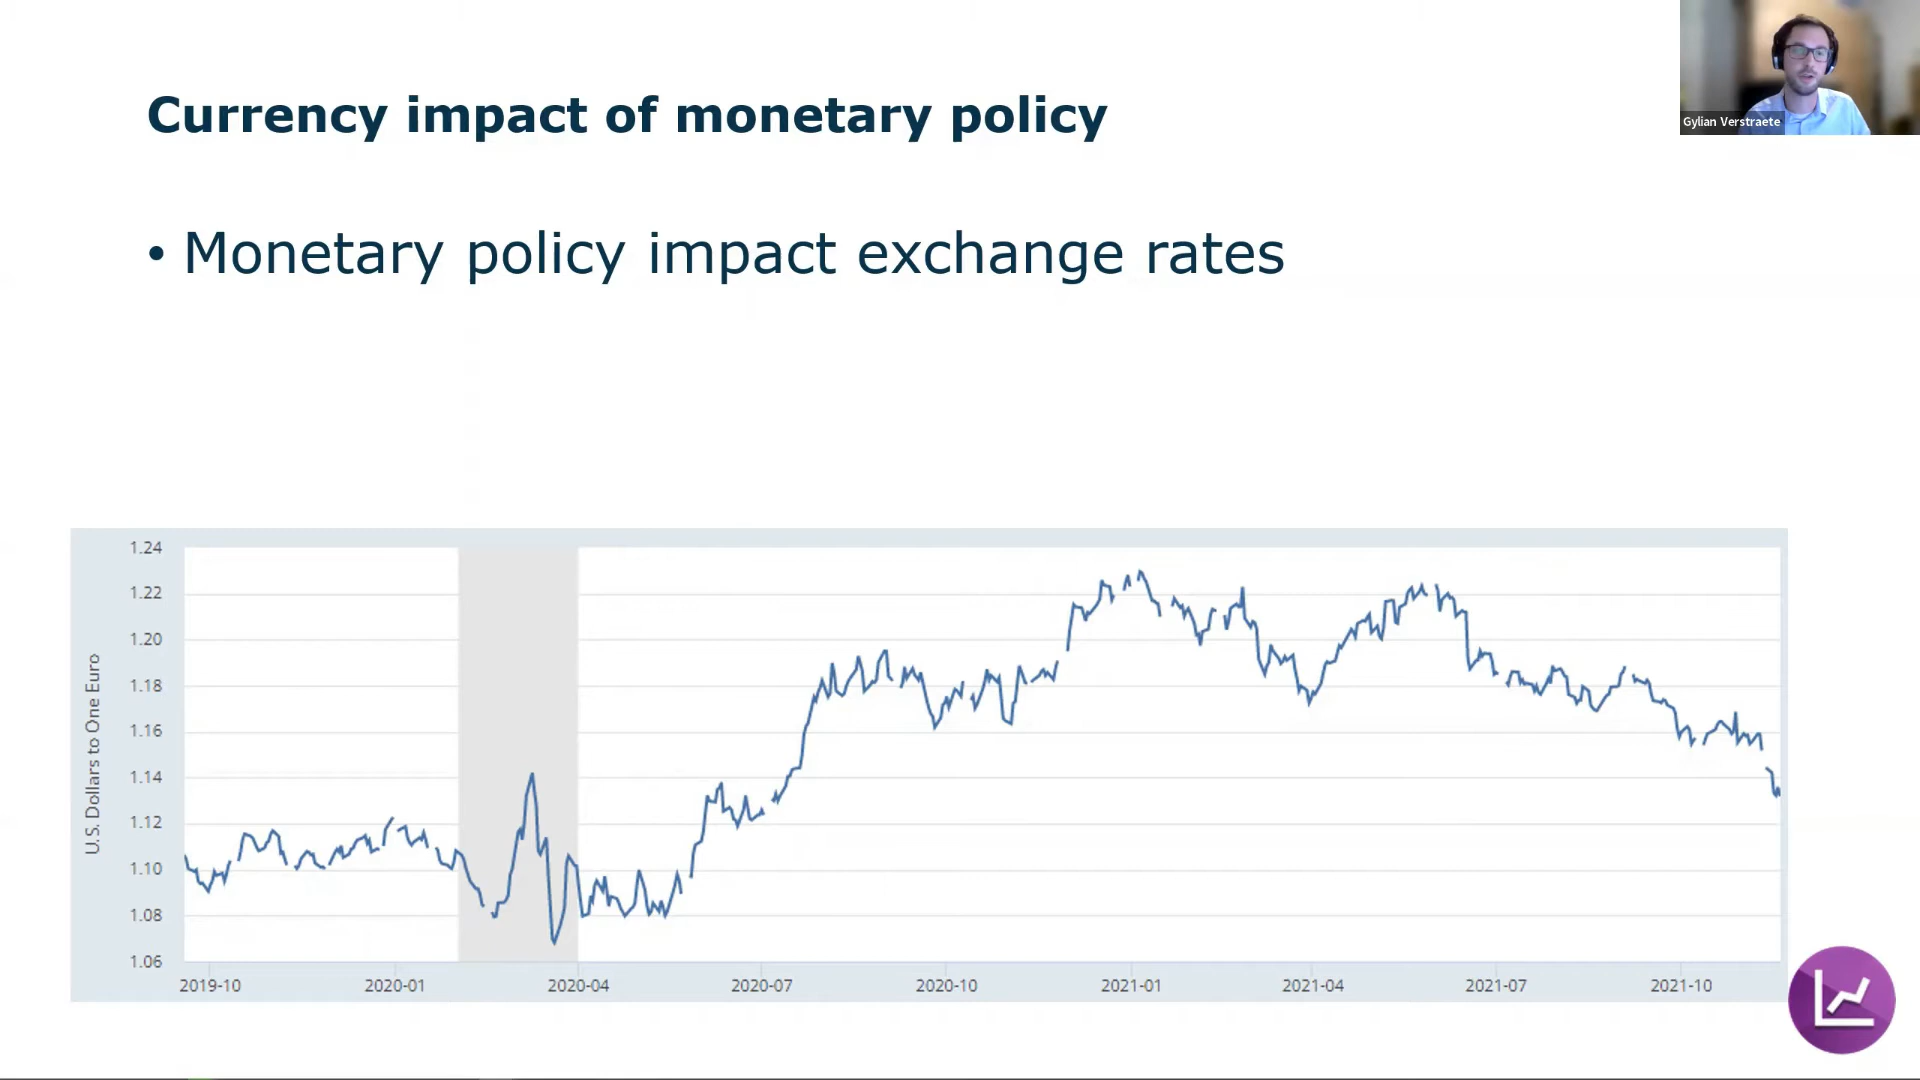 Currency impact of monetary policy
Gylian Verstraete
• Monetary policy impact exchange rates
U.S. Dollars to One Euro
1.24
1.22
1.20
1.18
1.16
1.14
1.12
1.10
1.08
1.06
2019-10 2020-01 2020-04 2020-07 2020-10 2021-01 2021-04 2021-07 2021-10